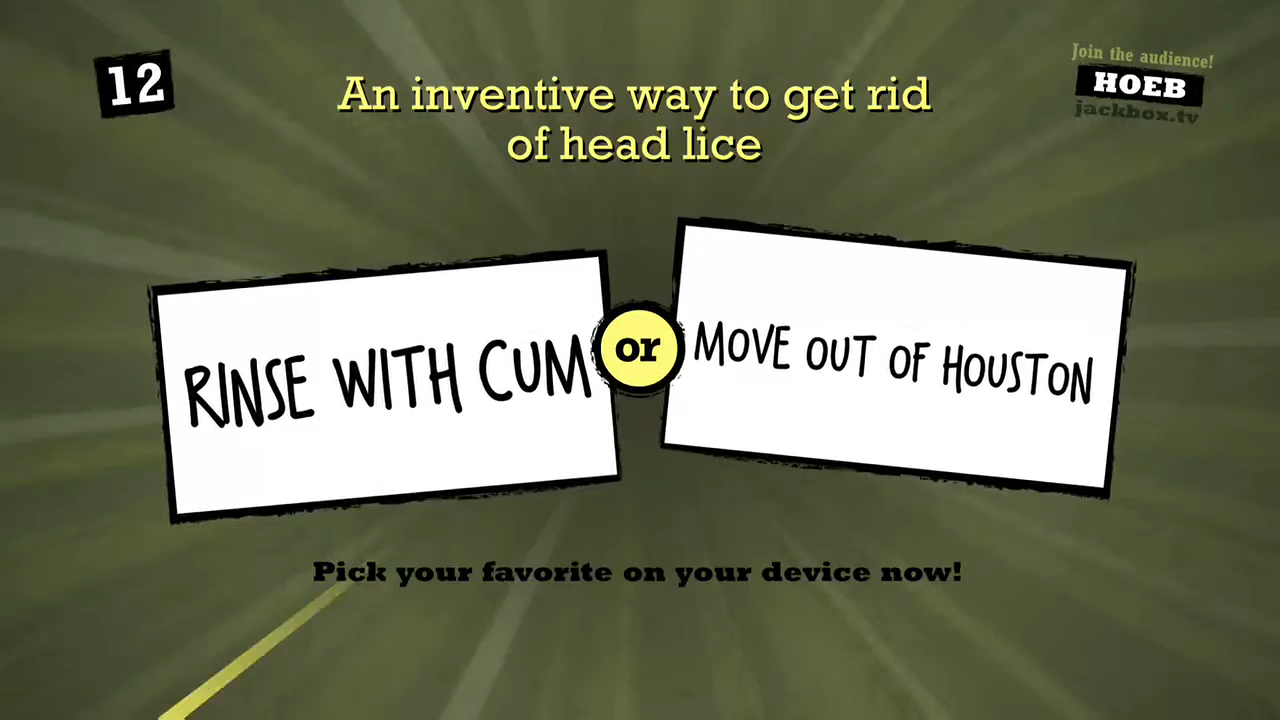 12
An inventive way to get rid
of head lice
Join the audience!
HOEB
jackbox.tv
RINSE WITH CUM
or
MOVE OUT OF HOUSTON
Pick your favorite on your device now!